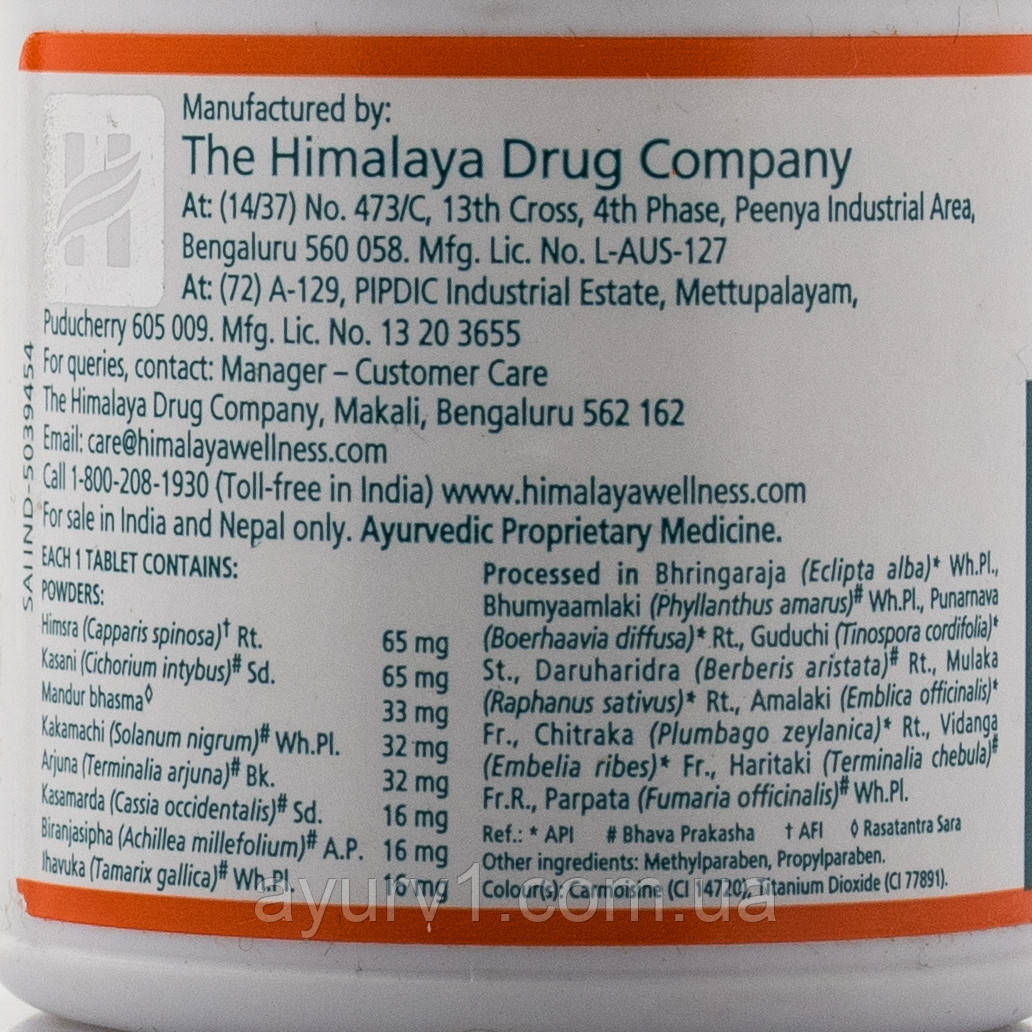 Manufactured by:
The Himalaya Drug Company
At: (14/37) No. 473/C, 13th Cross, 4th Phase, Peenya Industrial Area,
Bengaluru 560 058. Mfg. Lic. No. L-AUS-127
At: (72) A-129, PIPDIC Industrial Estate, Mettupalayam,
Puducherry 605 009. Mfg. Lic. No. 13 20 3655
For queries, contact: Manager – Customer Care
The Himalaya Drug Company, Makali, Bengaluru 562 162
Email: care@himalayawellness.com
Call 1-800-208-1930 (Toll-free in India) www.himalayawellness.com
For sale in India and Nepal only. Ayurvedic Proprietary Medicine.
SAIIND-5039454
EACH 1 TABLET CONTAINS:
POWDERS:
Himsra (Capparis spinosa)† Rt. 65 mg
Kasani (Cichorium intybus)# Sd. 65 mg
Mandur bhasma◊ 33 mg
Kakamachi (Solanum nigrum)# Wh.Pl. 32 mg
Arjuna (Terminalia arjuna)# Bk. 32 mg
Kasamarda (Cassia occidentalis)# Sd. 16 mg
Biranjasipha (Achillea millefolium)# A.P. 16 mg
Jhavuka (Tamarix gallica)# Wh.Pl. 16 mg
Processed in Bhringaraja (Eclipta alba)* Wh.Pl.,
Bhumyaamlaki (Phyllanthus amarus)# Wh.Pl., Punarnava
(Boerhaavia diffusa)* Rt., Guduchi (Tinospora cordifolia)*
St., Daruharidra (Berberis aristata)# Rt., Mulaka
(Raphanus sativus)* Rt., Amalaki (Emblica officinalis)*
Fr., Chitraka (Plumbago zeylanica)* Rt., Vidanga
(Embelia ribes)* Fr., Haritaki (Terminalia chebula)#
Fr.R., Parpata (Fumaria officinalis)# Wh.Pl.
Ref.: * API # Bhava Prakasha † AFI ◊ Rasatantra Sara
Other ingredients: Methylparaben, Propylparaben.
Colour(s): Carmoisine (CI 14720), Titanium Dioxide (CI 77891).
ayurv1.com.ua